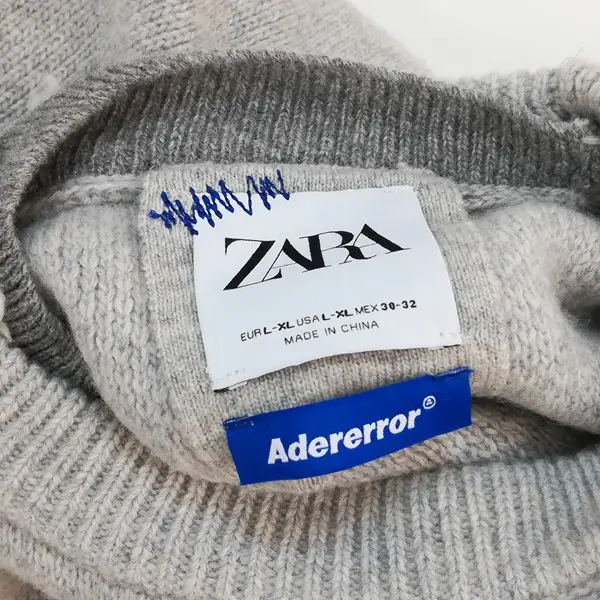 ZARA
EUR L-XL USA L-XL MEX 30-32
MADE IN CHINA
Adererror